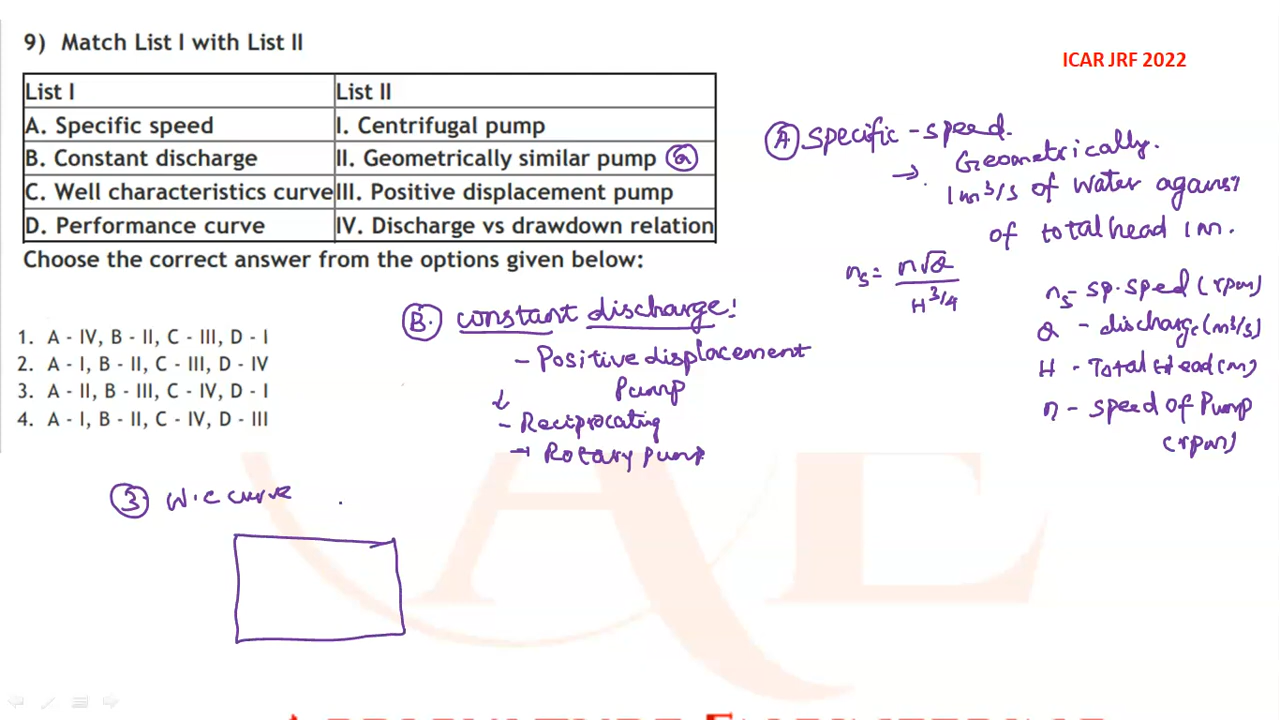 9) Match List I with List II
ICAR JRF 2022
List I List II
A. Specific speed I. Centrifugal pump
B. Constant discharge II. Geometrically similar pump (a)
C. Well characteristics curve III. Positive displacement pump
D. Performance curve IV. Discharge vs drawdown relation
Choose the correct answer from the options given below:
1. A - IV, B - II, C - III, D - I
2. A - I, B - II, C - III, D - IV
3. A - II, B - III, C - IV, D - I
4. A - I, B - II, C - IV, D - III
(A) Specific - speed.
→ Geometrically.
1 m³/s of water against
of total head 1m.
ns = n√Q / H^3/4
ns - sp. speed (rpm)
Q - discharge (m³/s)
H - Total Head (m)
n - speed of Pump
(rpm)
(B.) constant discharge!
- Positive displacement
Pump
↓
- Reciprocating
→ Rotary pump
(3) W.C curve